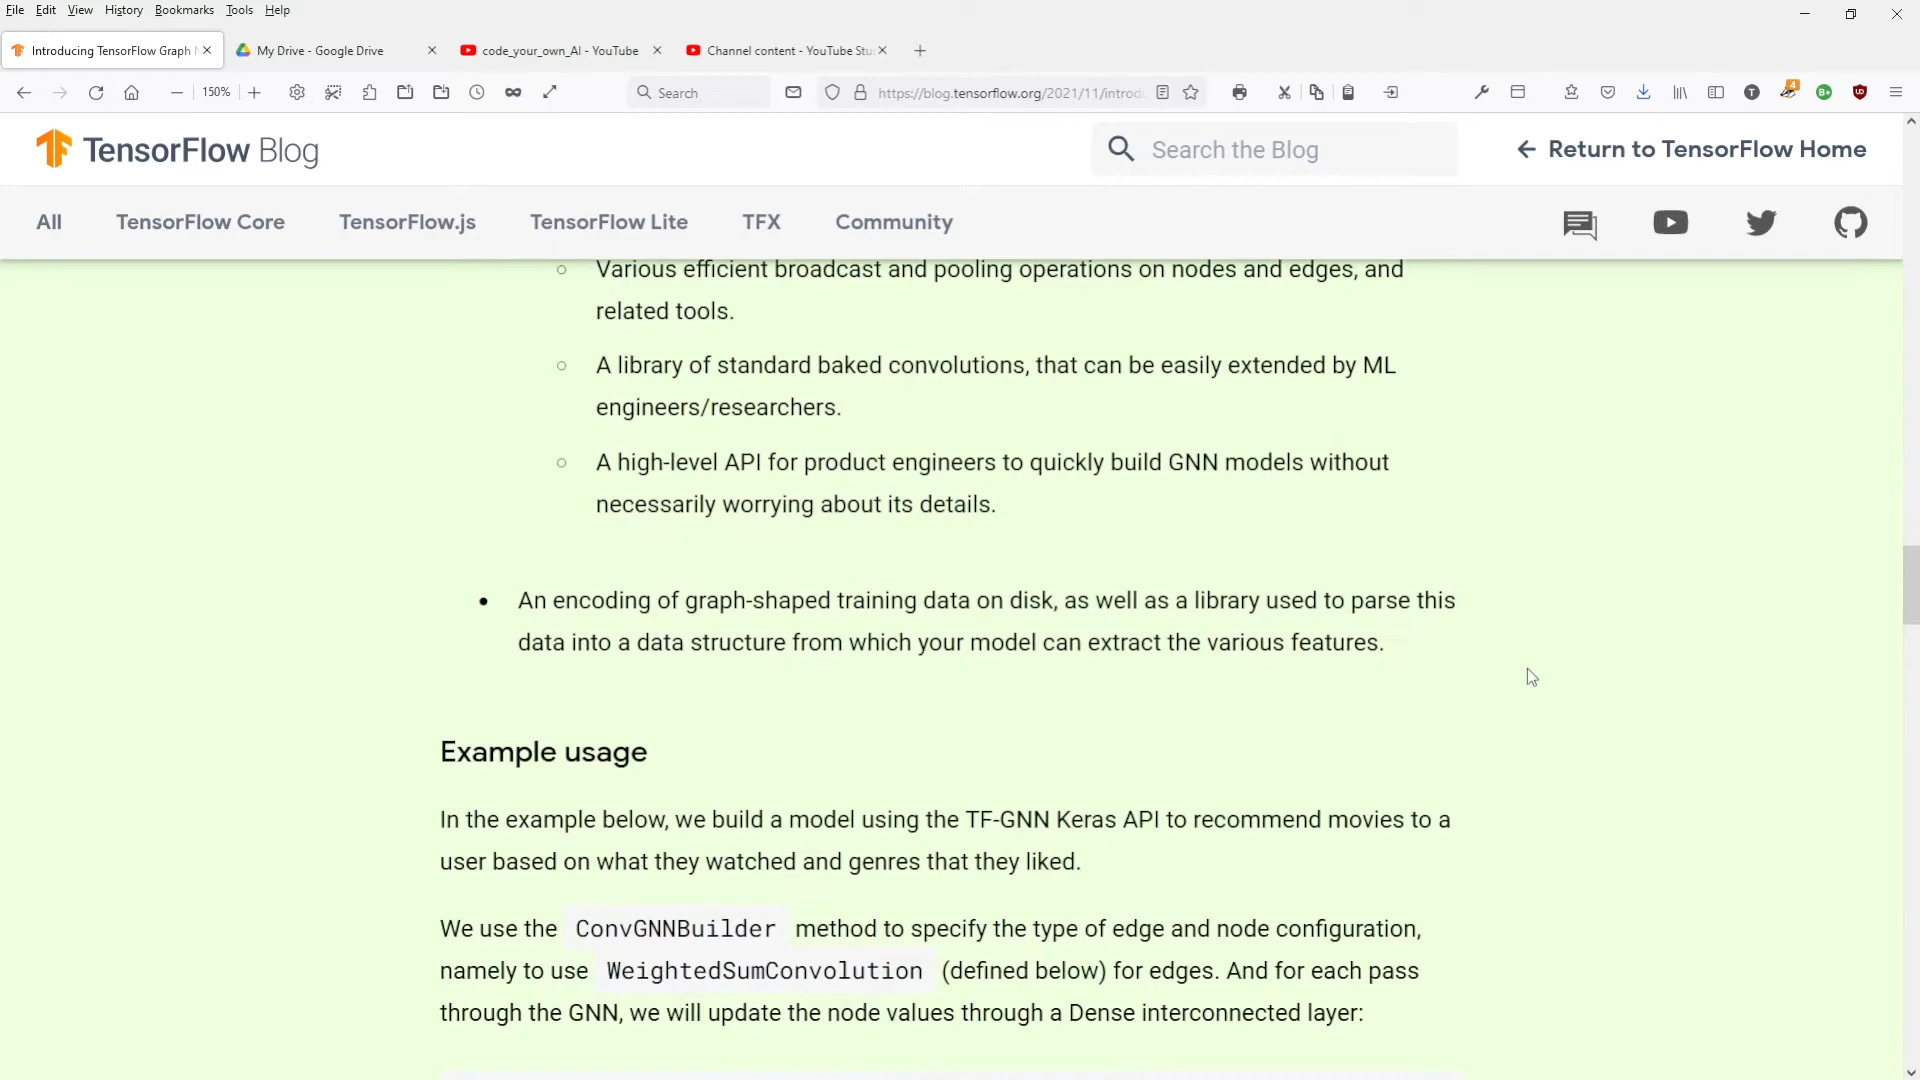 File Edit View History Bookmarks Tools Help
Introducing TensorFlow Graph
My Drive - Google Drive
code_your_own_AI - YouTube
Channel content - YouTube Stu
150%
Search
https://blog.tensorflow.org/2021/11/introd
4
T
B+
TensorFlow Blog
Search the Blog
Return to TensorFlow Home
All TensorFlow Core TensorFlow.js TensorFlow Lite TFX Community
Various efficient broadcast and pooling operations on nodes and edges, and
related tools.
A library of standard baked convolutions, that can be easily extended by ML
engineers/researchers.
A high-level API for product engineers to quickly build GNN models without
necessarily worrying about its details.
An encoding of graph-shaped training data on disk, as well as a library used to parse this
data into a data structure from which your model can extract the various features.
Example usage
In the example below, we build a model using the TF-GNN Keras API to recommend movies to a
user based on what they watched and genres that they liked.
We use the ConvGNNBuilder method to specify the type of edge and node configuration,
namely to use WeightedSumConvolution (defined below) for edges. And for each pass
through the GNN, we will update the node values through a Dense interconnected layer: